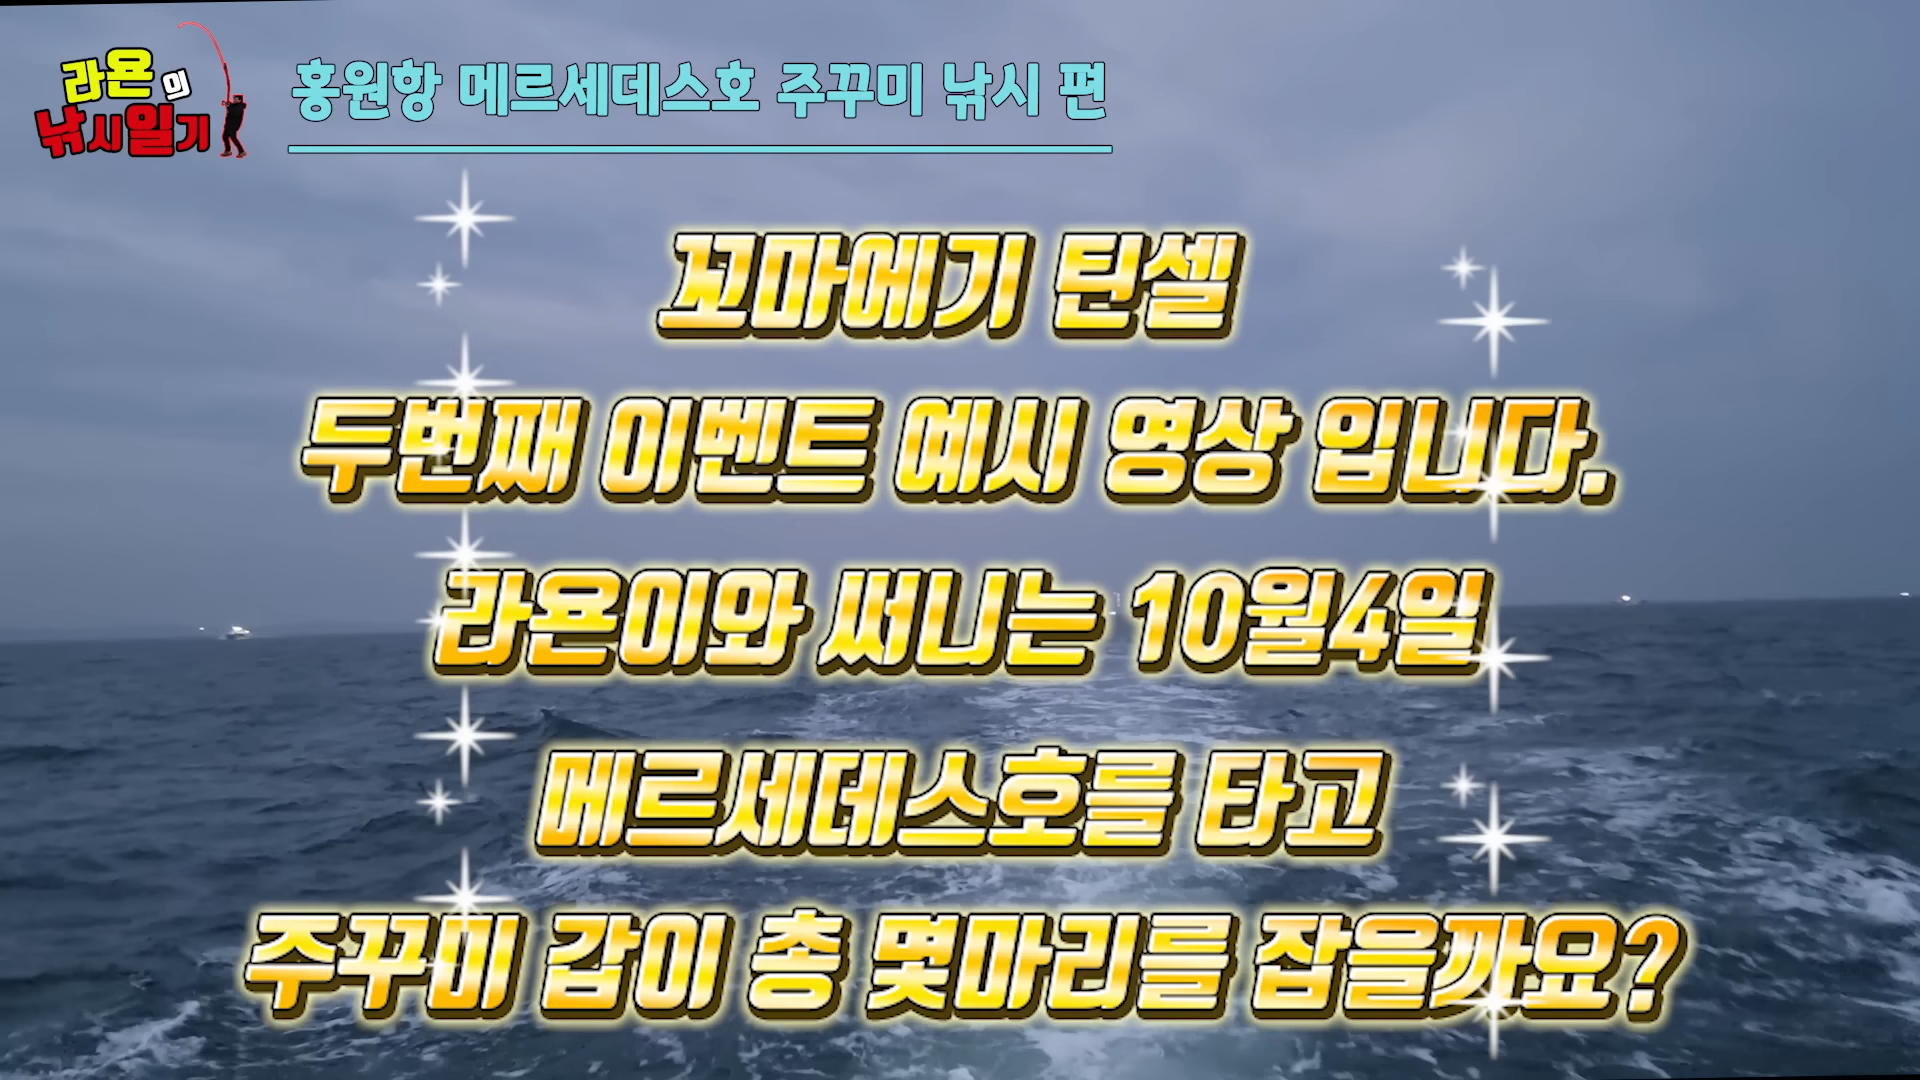 라욘의
낚시일기
홍원항 메르세데스호 주꾸미 낚시 편
꼬마에기 틴셀
두번째 이벤트 예시 영상 입니다.
라욘이와 써니는 10월4일
메르세데스호를 타고
주꾸미 갑이 총 몇마리를 잡을까요?